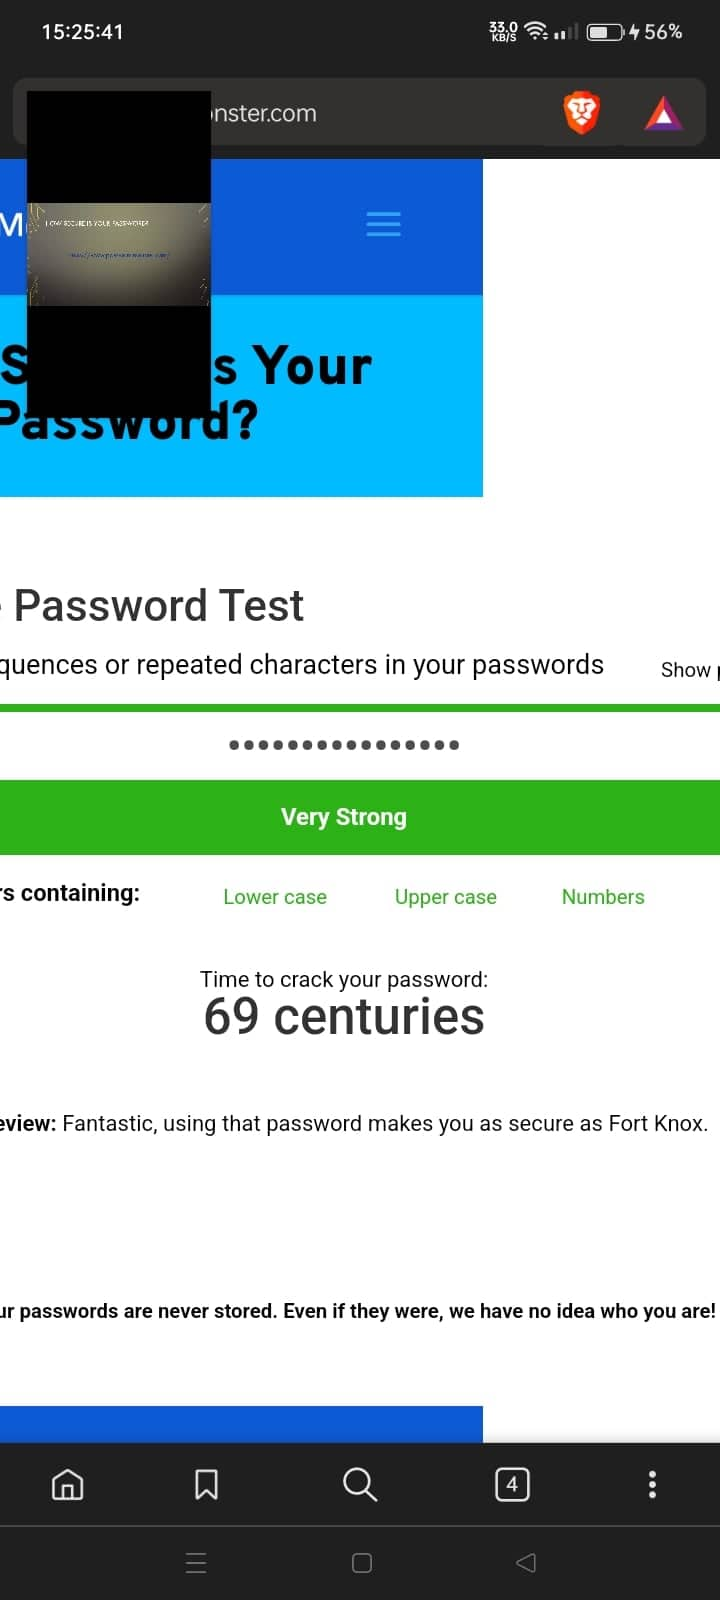 15:25:41
33.0
KB/S
56%
nster.com
M
HOW SECURE IS YOUR PASSWORD?
S s Your
Password?
Password Test
quences or repeated characters in your passwords
Show p
••••••••••••••••
Very Strong
rs containing:
Lower case
Upper case
Numbers
Time to crack your password:
69 centuries
eview: Fantastic, using that password makes you as secure as Fort Knox.
ur passwords are never stored. Even if they were, we have no idea who you are!
4